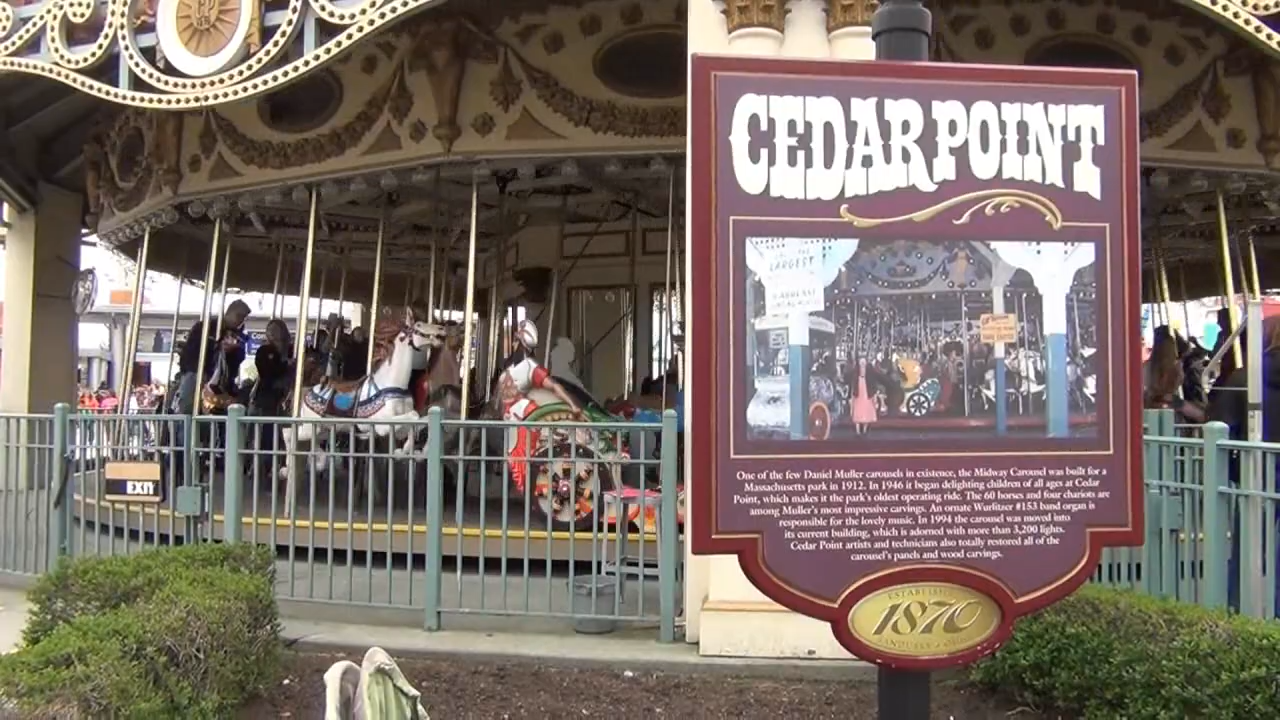 CEDAR POINT
LARGEST
One of the few Daniel Muller carousels in existence, the Midway Carousel was built for a
Massachusetts park in 1912. In 1946 it began delighting children of all ages at Cedar
Point, which makes it the park's oldest operating ride. The 60 horses and four chariots are
among Muller's most impressive carvings. An ornate Wurlitzer #153 band organ is
responsible for the lovely music. In 1994 the carousel was moved into
its current building, which is adorned with more than 3,200 lights.
Cedar Point artists and technicians also totally restored all of the
carousel's panels and wood carvings.
1870
EXIT